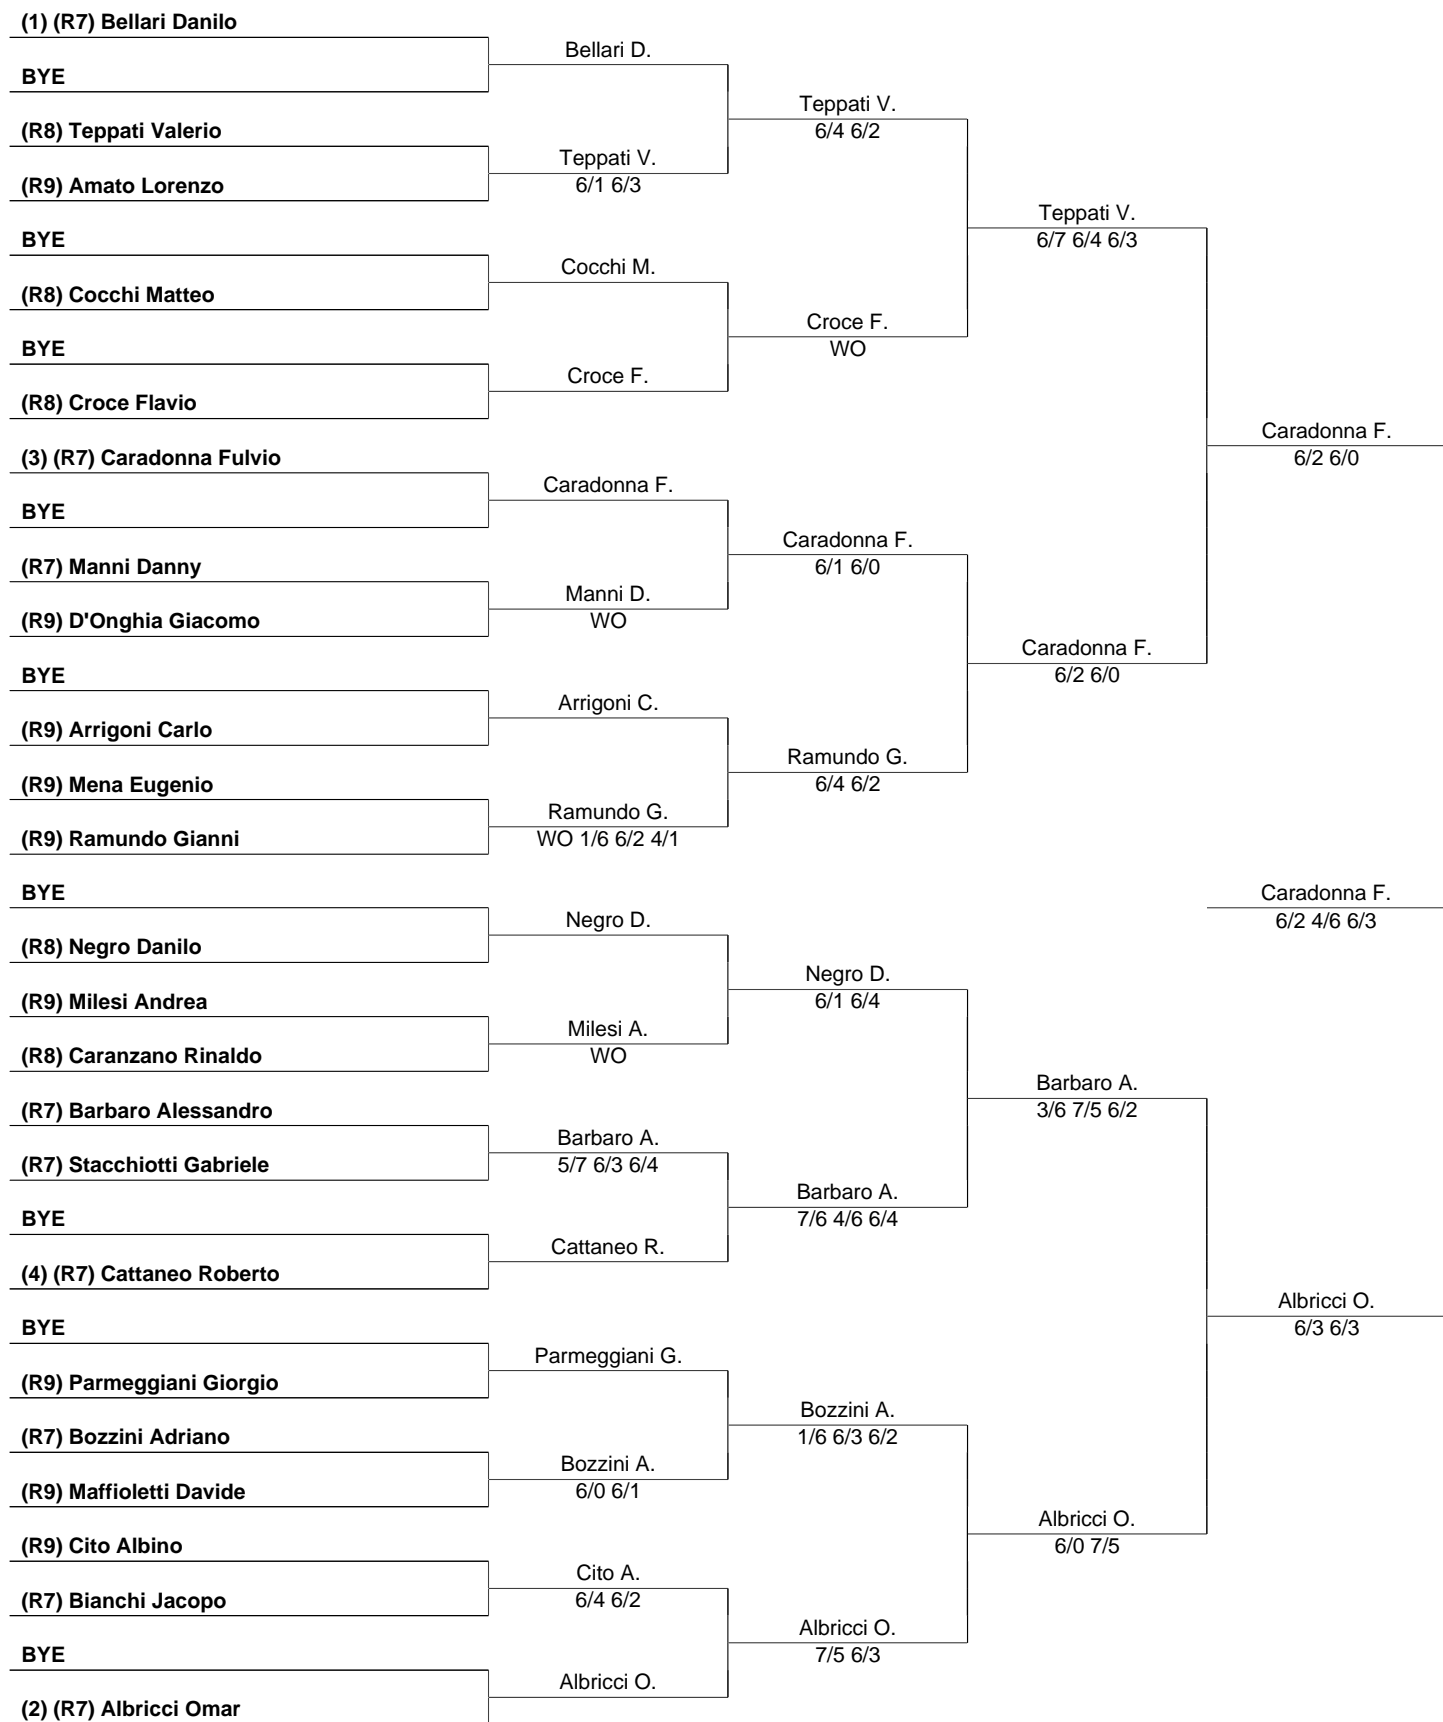 (1) (R7) Bellari Danilo
BYE
(R8) Teppati Valerio
(R9) Amato Lorenzo
BYE
(R8) Cocchi Matteo
BYE
(R8) Croce Flavio
(3) (R7) Caradonna Fulvio
BYE
(R7) Manni Danny
(R9) D'Onghia Giacomo
BYE
(R9) Arrigoni Carlo
(R9) Mena Eugenio
(R9) Ramundo Gianni
BYE
(R8) Negro Danilo
(R9) Milesi Andrea
(R8) Caranzano Rinaldo
(R7) Barbaro Alessandro
(R7) Stacchiotti Gabriele
BYE
(4) (R7) Cattaneo Roberto
BYE
(R9) Parmeggiani Giorgio
(R7) Bozzini Adriano
(R9) Maffioletti Davide
(R9) Cito Albino
(R7) Bianchi Jacopo
BYE
(2) (R7) Albricci Omar
Bellari D.
Teppati V.
6/1 6/3
Cocchi M.
Croce F.
Caradonna F.
Manni D.
WO
Arrigoni C.
Ramundo G.
WO 1/6 6/2 4/1
Negro D.
Milesi A.
WO
Barbaro A.
5/7 6/3 6/4
Cattaneo R.
Parmeggiani G.
Bozzini A.
6/0 6/1
Cito A.
6/4 6/2
Albricci O.
Teppati V.
6/4 6/2
Croce F.
WO
Caradonna F.
6/1 6/0
Ramundo G.
6/4 6/2
Negro D.
6/1 6/4
Barbaro A.
7/6 4/6 6/4
Bozzini A.
1/6 6/3 6/2
Albricci O.
7/5 6/3
Teppati V.
6/7 6/4 6/3
Caradonna F.
6/2 6/0
Barbaro A.
3/6 7/5 6/2
Albricci O.
6/0 7/5
Caradonna F.
6/2 6/0
Caradonna F.
6/2 4/6 6/3
Albricci O.
6/3 6/3